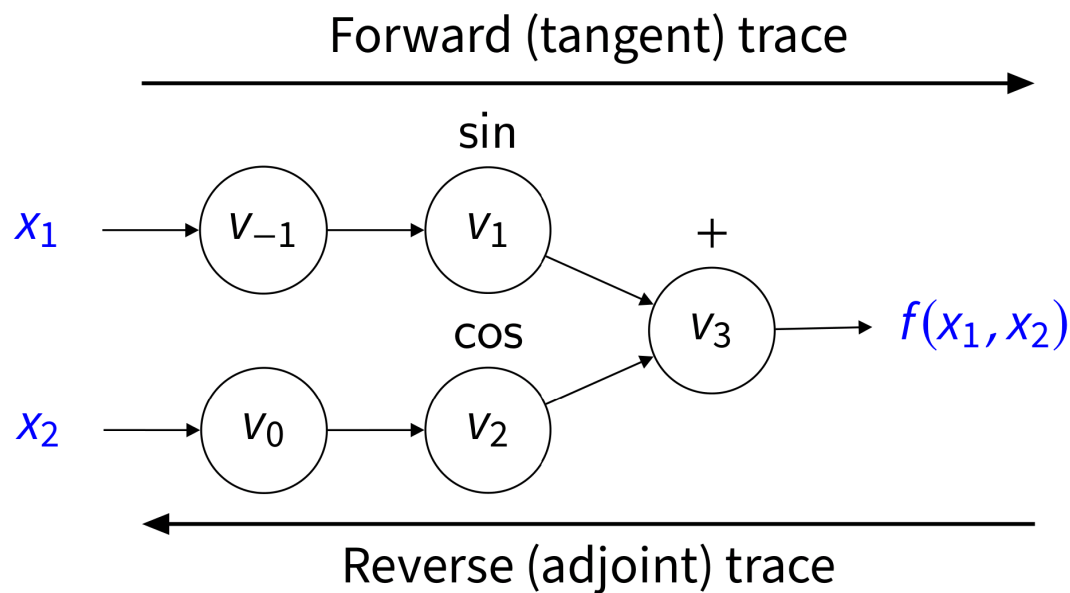 Forward (tangent) trace
sin
x₁ v₋₁ v₁
+
v₃ f(x₁, x₂)
cos
x₂ v₀ v₂
Reverse (adjoint) trace